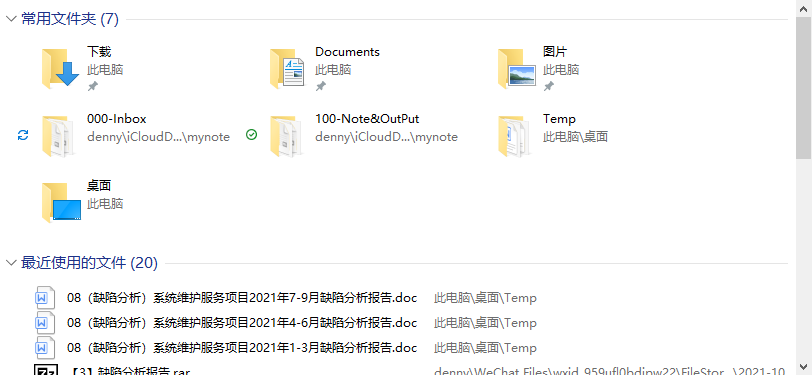 常用文件夹 (7)
下载
此电脑
Documents
此电脑
图片
此电脑
000-Inbox
denny\iCloudD...\mynote
100-Note&OutPut
denny\iCloudD...\mynote
Temp
此电脑\桌面
桌面
此电脑
最近使用的文件 (20)
08（缺陷分析）系统维护服务项目2021年7-9月缺陷分析报告.doc 此电脑\桌面\Temp
08（缺陷分析）系统维护服务项目2021年4-6月缺陷分析报告.doc 此电脑\桌面\Temp
08（缺陷分析）系统维护服务项目2021年1-3月缺陷分析报告.doc 此电脑\桌面\Temp
【3】缺陷分析报告.rar denny\WeChat Files\wxid_959ufl0bdipw22\FileStor...\2021-10